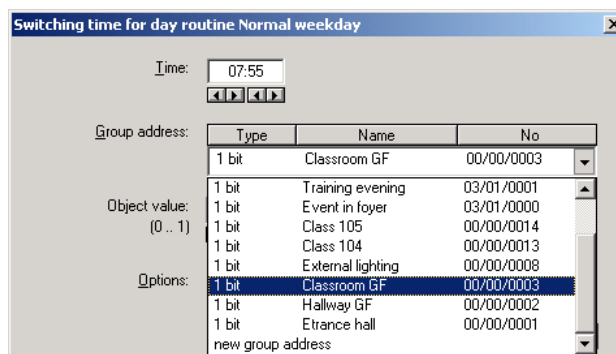 Switching time for day routine Normal weekday
Time: 07:55
Group address: Type Name No
1 bit Classroom GF 00/00/0003
1 bit Training evening 03/01/0001
Object value: 1 bit Event in foyer 03/01/0000
(0 .. 1) 1 bit Class 105 00/00/0014
1 bit Class 104 00/00/0013
1 bit External lighting 00/00/0008
Options: 1 bit Classroom GF 00/00/0003
1 bit Hallway GF 00/00/0002
1 bit Etrance hall 00/00/0001
new group address